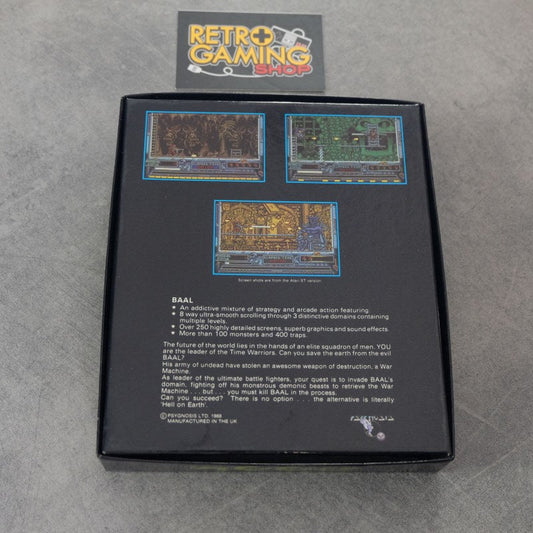 RETRO
GAMING
SHOP
Screen shots are from the Atari ST version
BAAL
★ An addictive mixture of strategy and arcade action featuring.
★ 8 way ultra-smooth scrolling through 3 distinctive domains containing
multiple levels.
★ Over 250 highly detailed screens, superb graphics and sound effects.
★ More than 100 monsters and 400 traps.
The future of the world lies in the hands of an elite squadron of men. YOU
are the leader of the Time Warriors. Can you save the earth from the evil
BAAL?
His army of undead have stolen an awesome weapon of destruction, a War
Machine.
As leader of the ultimate battle fighters, your quest is to invade BAAL's
domain, fighting off his monstrous demonic beasts to retrieve the War
Machine . . . but . . . you must kill BAAL in the process.
Can you succeed? There is no option . . . the alternative is literally
'Hell on Earth'.
© PSYGNOSIS LTD. 1988
MANUFACTURED IN THE UK
PSYGNOSIS